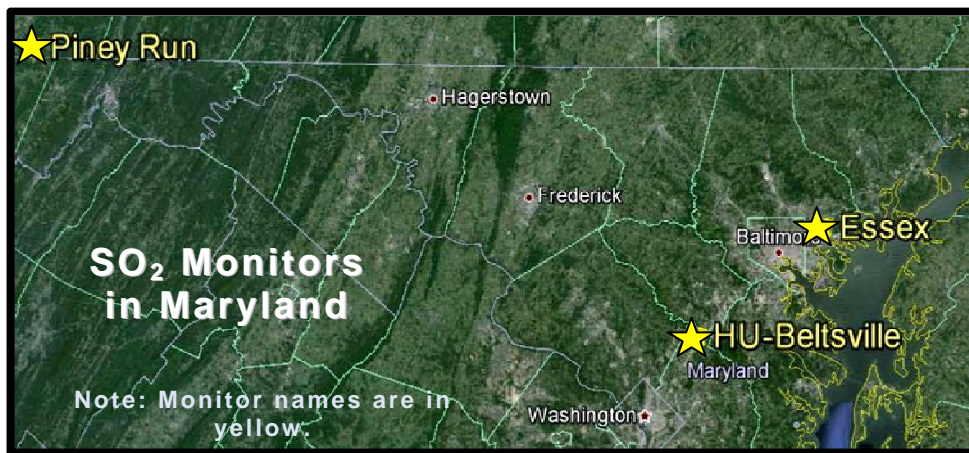 Piney Run
Hagerstown
Frederick
Essex
Baltimore
SO₂ Monitors
in Maryland
HU-Beltsville
Maryland
Note: Monitor names are in
yellow.
Washington